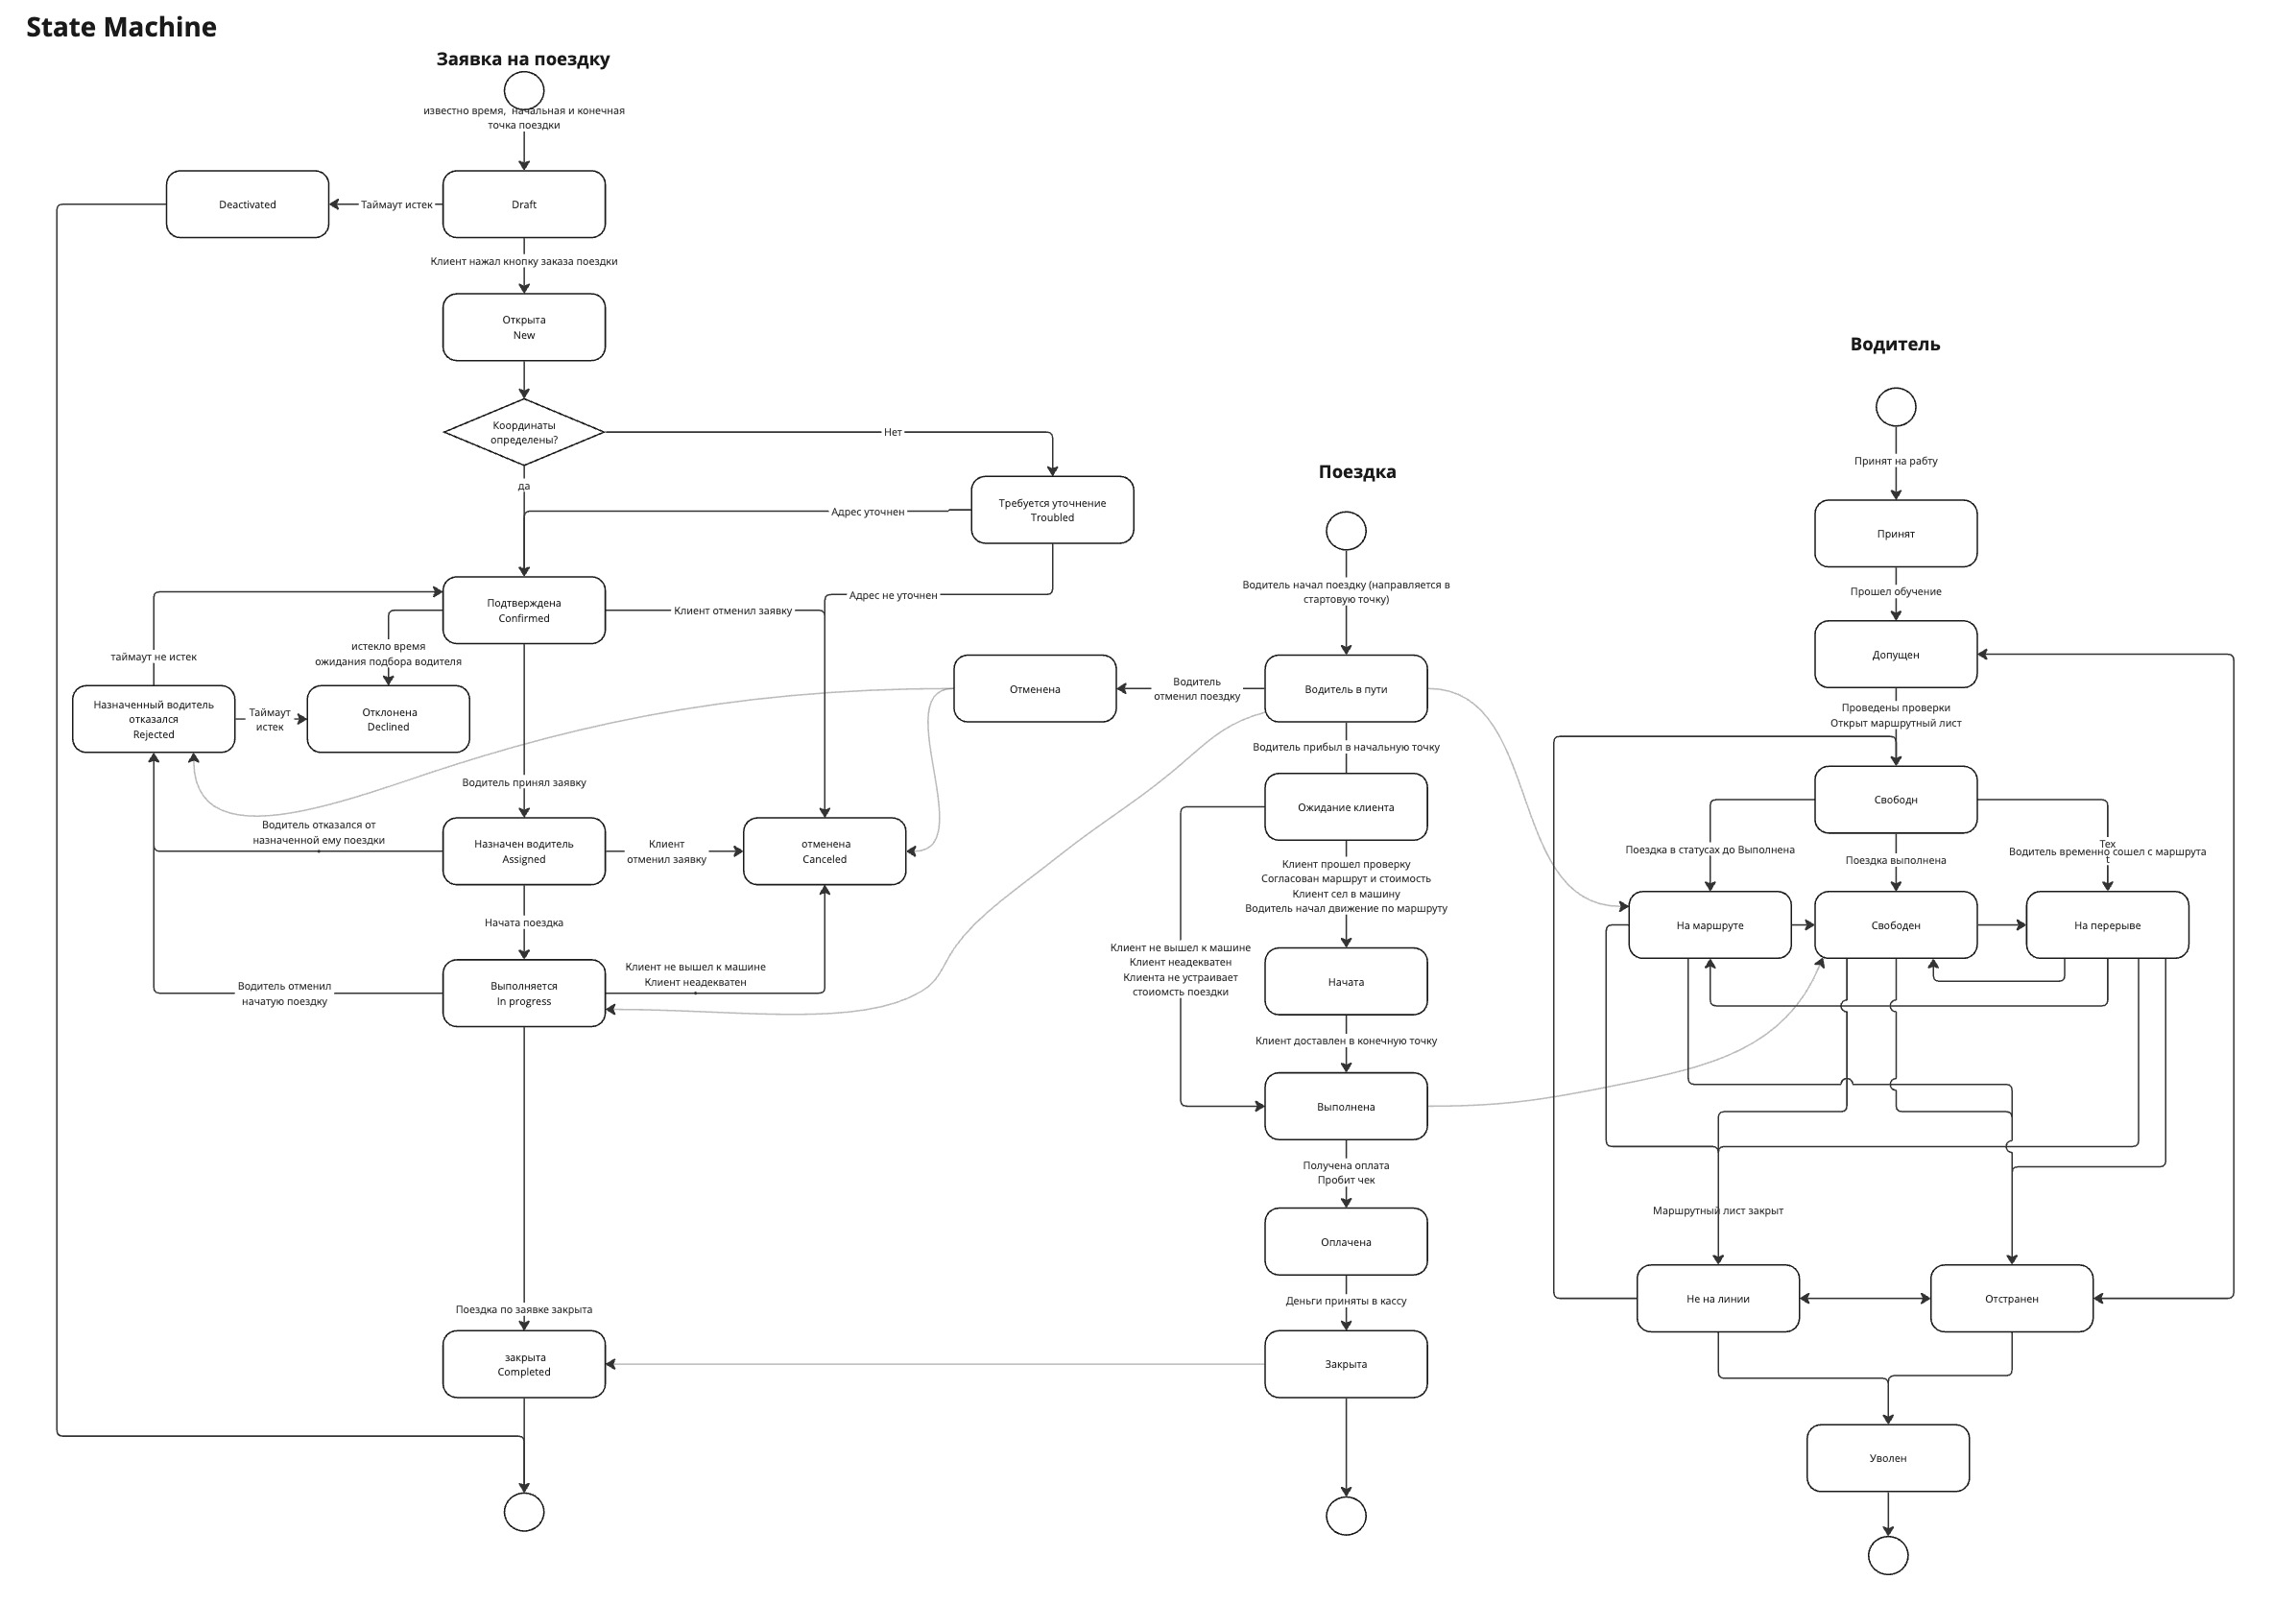 State Machine
Заявка на поездку
известно время, начальная и конечная
точка поездки
Deactivated
Таймаут истек
Draft
Клиент нажал кнопку заказа поездки
Открыта
New
Координаты
определены?
Нет
да
Требуется уточнение
Troubled
Адрес уточнен
Адрес не уточнен
Подтверждена
Confirmed
Клиент отменил заявку
истекло время
ожидания подбора водителя
таймаут не истек
Назначенный водитель
отказался
Rejected
Таймаут
истек
Отклонена
Declined
Водитель принял заявку
Водитель отказался от
назначенной ему поездки
Назначен водитель
Assigned
Клиент
отменил заявку
отменена
Canceled
Начата поездка
Водитель отменил
начатую поездку
Выполняется
In progress
Клиент не вышел к машине
Клиент неадекватен
Поездка по заявке закрыта
закрыта
Completed
Поездка
Водитель начал поездку (направляется в
стартовую точку)
Отменена
Водитель
отменил поездку
Водитель в пути
Водитель прибыл в начальную точку
Ожидание клиента
Клиент прошел проверку
Согласован маршрут и стоимость
Клиент сел в машину
Водитель начал движение по маршруту
Клиент не вышел к машине
Клиент неадекватен
Клиента не устраивает
стоиомсть поездки
Начата
Клиент доставлен в конечную точку
Выполнена
Получена оплата
Пробит чек
Оплачена
Деньги приняты в кассу
Закрыта
Водитель
Принят на рабту
Принят
Прошел обучение
Допущен
Проведены проверки
Открыт маршрутный лист
Свободн
Поездка в статусах до Выполнена
Поездка выполнена
Тех
Водитель временно сошел с маршрута
t
На маршруте
Свободен
На перерыве
Маршрутный лист закрыт
Не на линии
Отстранен
Уволен